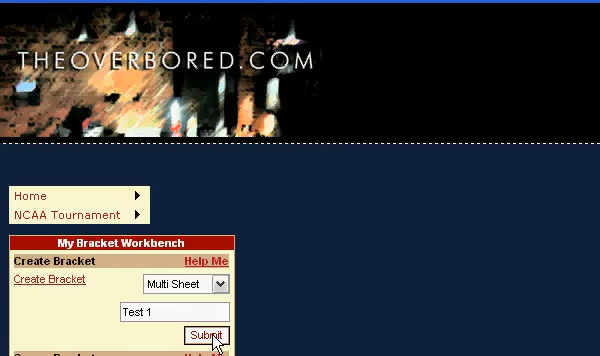 THEOVERBORED.COM
Home
NCAA Tournament
My Bracket Workbench
Create Bracket Help Me
Create Bracket Multi Sheet
Test 1
Submit